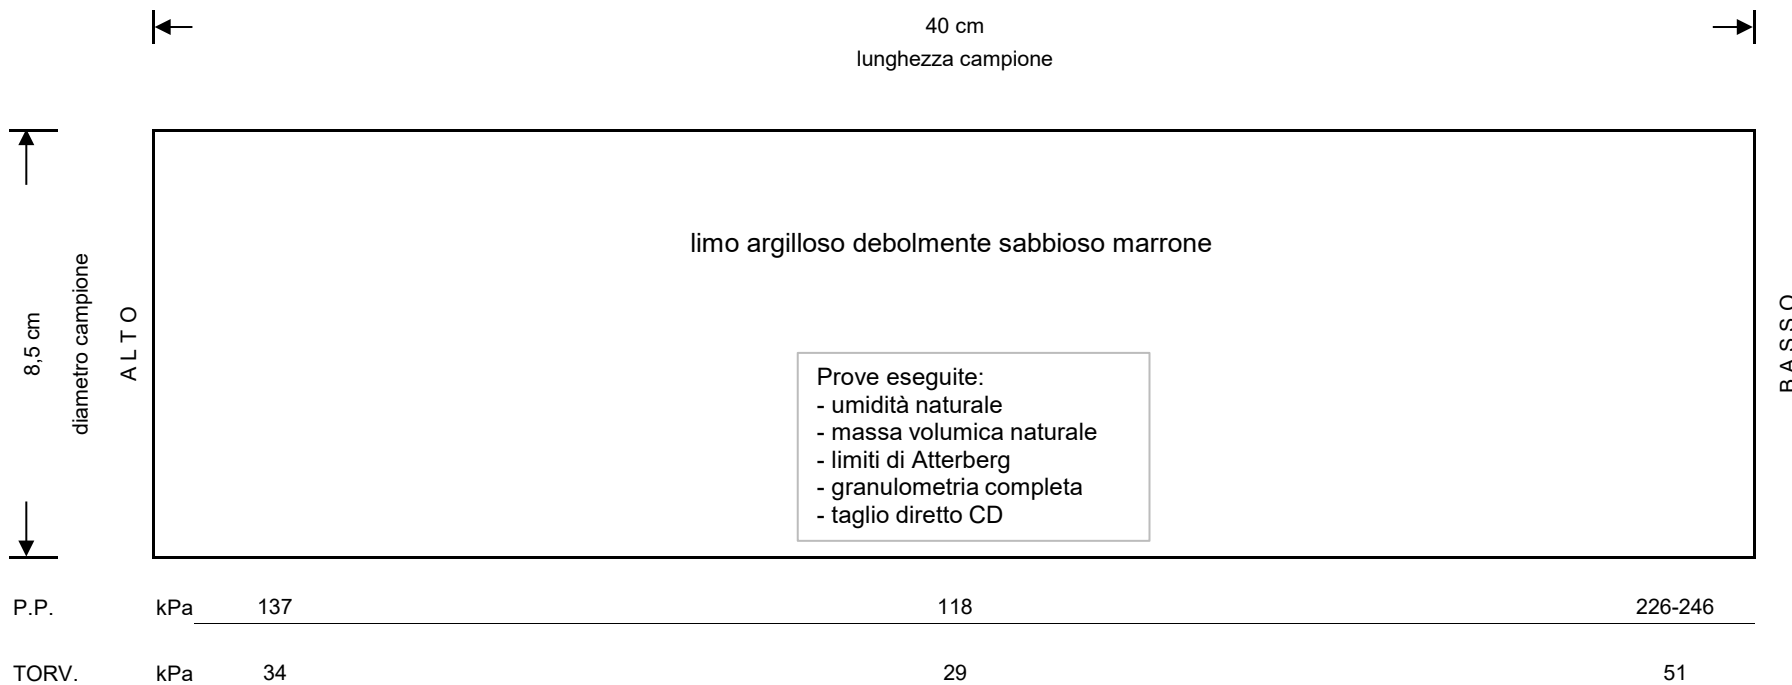 40 cm
lunghezza campione
8,5 cm
diametro campione
ALTO
limo argilloso debolmente sabbioso marrone
BASSO
Prove eseguite:
- umidità naturale
- massa volumica naturale
- limiti di Atterberg
- granulometria completa
- taglio diretto CD
P.P. kPa 137 118 226-246
TORV. kPa 34 29 51